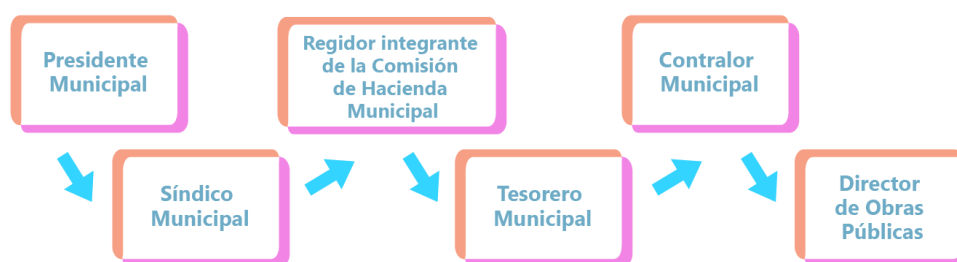 Presidente
Municipal
Síndico
Municipal
Regidor integrante
de la Comisión
de Hacienda
Municipal
Tesorero
Municipal
Contralor
Municipal
Director
de Obras
Públicas